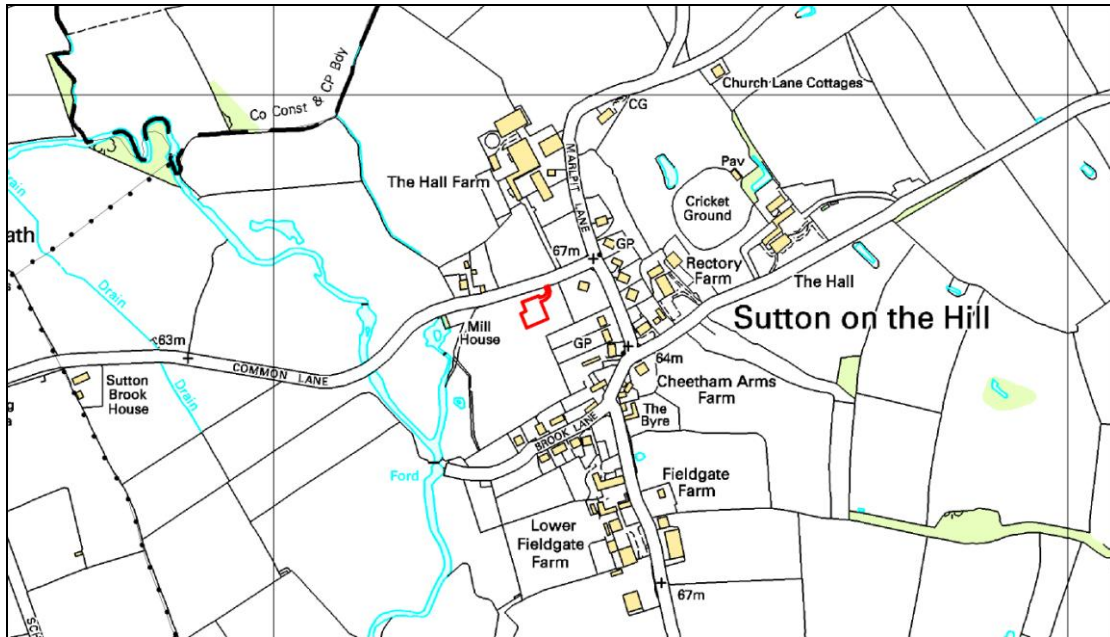 Co Const & CP Bdy
Church Lane Cottages
CG
MARLPIT LANE
Pav
The Hall Farm
Cricket
Ground
Drain
ath
67m
GP
Rectory
Farm
The Hall
Drain
Sutton on the Hill
Mill
House
GP
63m
64m
COMMON LANE
Sutton
Brook
House
Drain
Cheetham Arms
Farm
The
Byre
BROOK LANE
Ford
Fieldgate
Farm
Lower
Fieldgate
Farm
67m